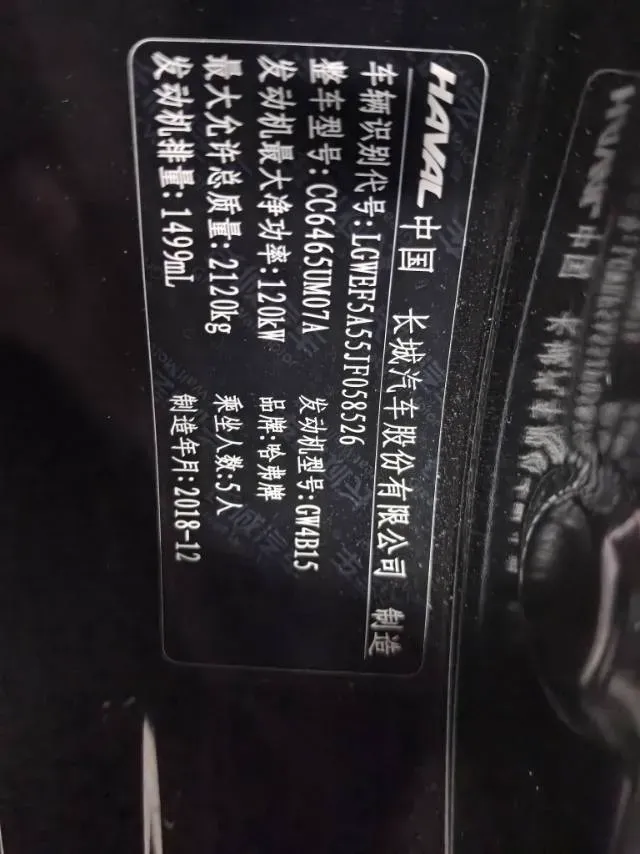 HAVAL 中国 长城汽车股份有限公司 制造
车辆识别代号:LGWEF5A55JF058526
整车型号:CC6465UM07A 发动机型号:GW4B15
发动机最大净功率:120kW 品牌:哈弗牌
最大允许总质量:2120kg 乘坐人数:5人
发动机排量:1499mL 制造年月:2018-12